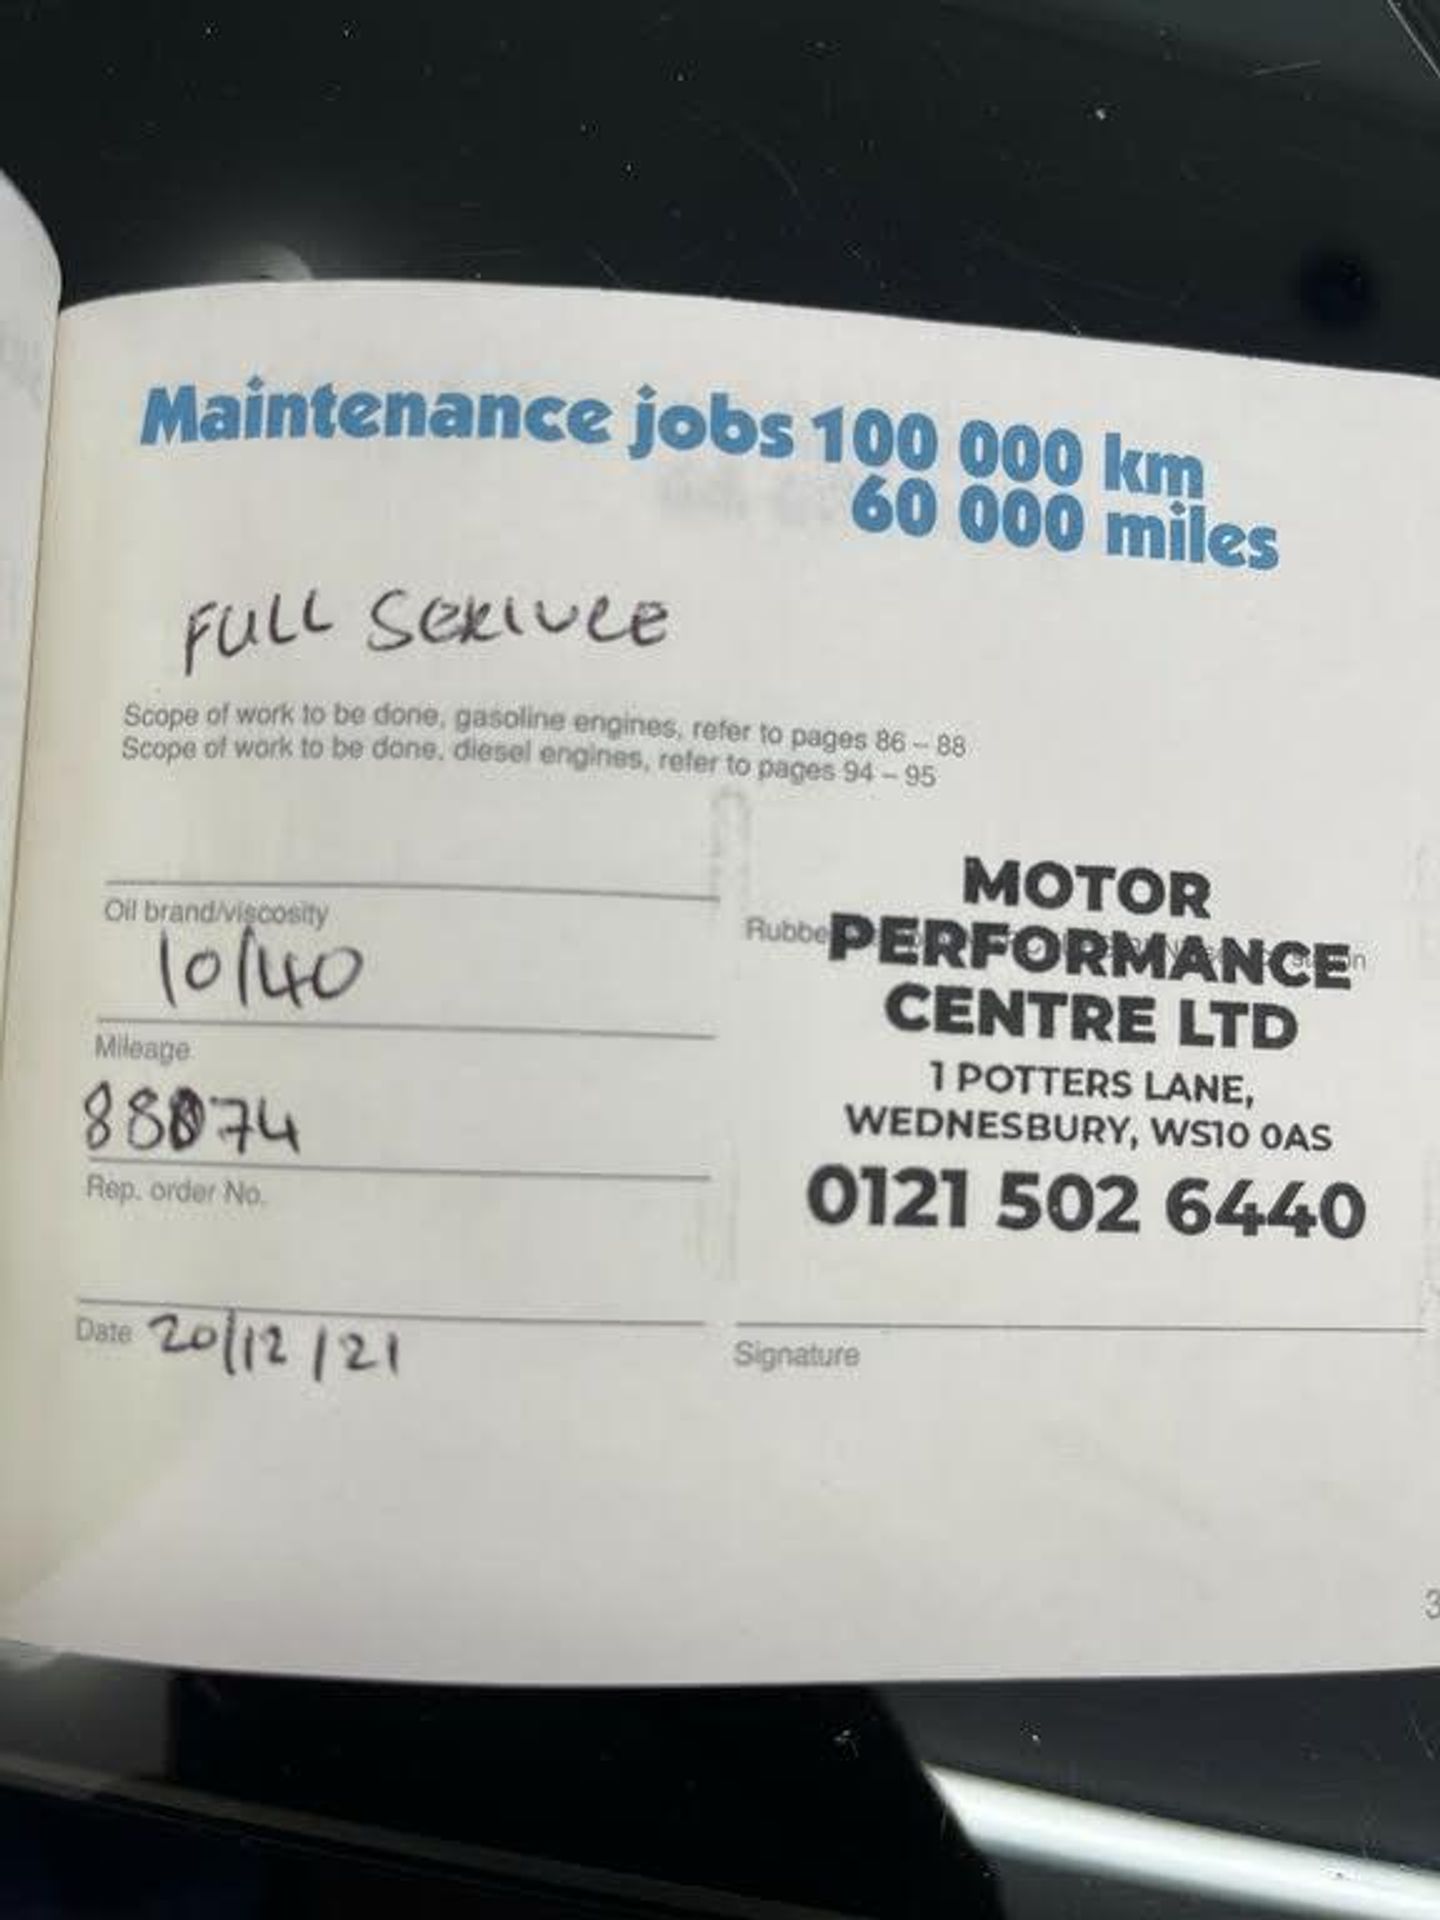 Maintenance jobs 100 000 km
60 000 miles
FULL SERIVCE
Scope of work to be done, gasoline engines, refer to pages 86 – 88
Scope of work to be done, diesel engines, refer to pages 94 – 95
Oil brand/viscosity
10/40
Mileage
88074
Rep. order No.
Date 20/12/21
MOTOR
PERFORMANCE
CENTRE LTD
1 POTTERS LANE,
WEDNESBURY, WS10 0AS
0121 502 6440
Signature
3